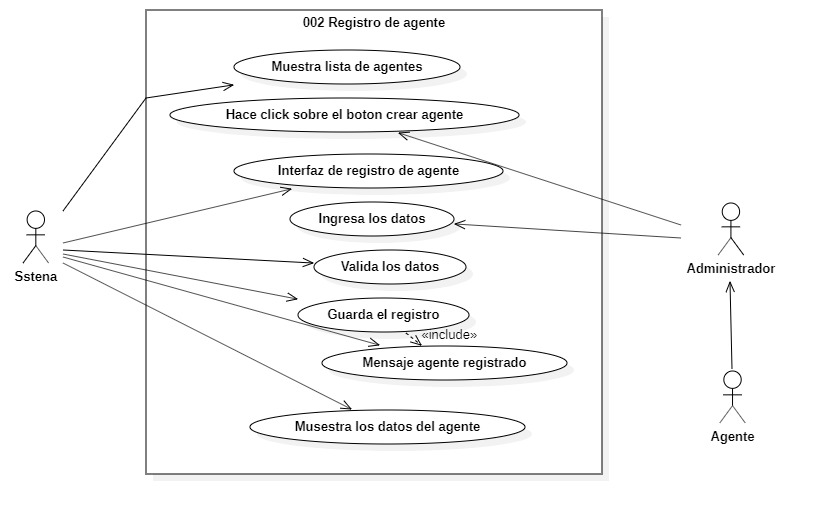 002 Registro de agente
Muestra lista de agentes
Hace click sobre el boton crear agente
Interfaz de registro de agente
Ingresa los datos
Sstena
Administrador
Valida los datos
Guarda el registro
«include»
Mensaje agente registrado
Musestra los datos del agente
Agente